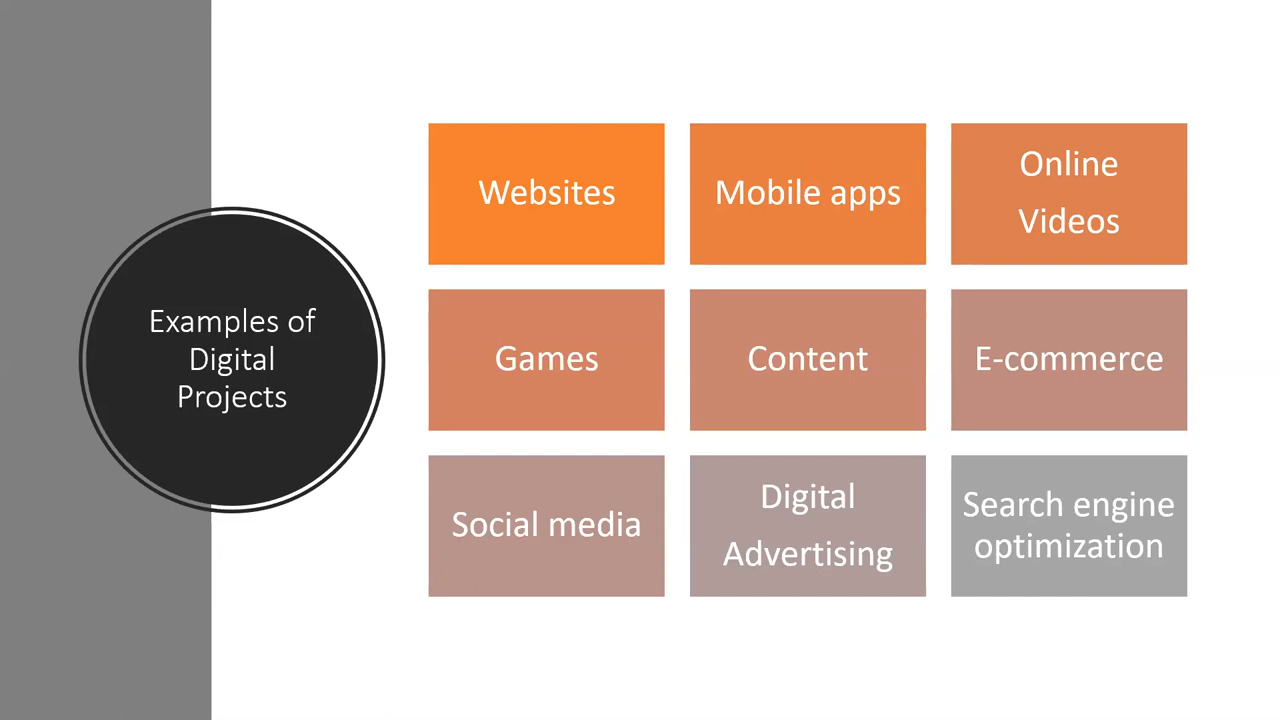 Examples of
Digital
Projects
Websites
Mobile apps
Online
Videos
Games
Content
E-commerce
Social media
Digital
Advertising
Search engine
optimization